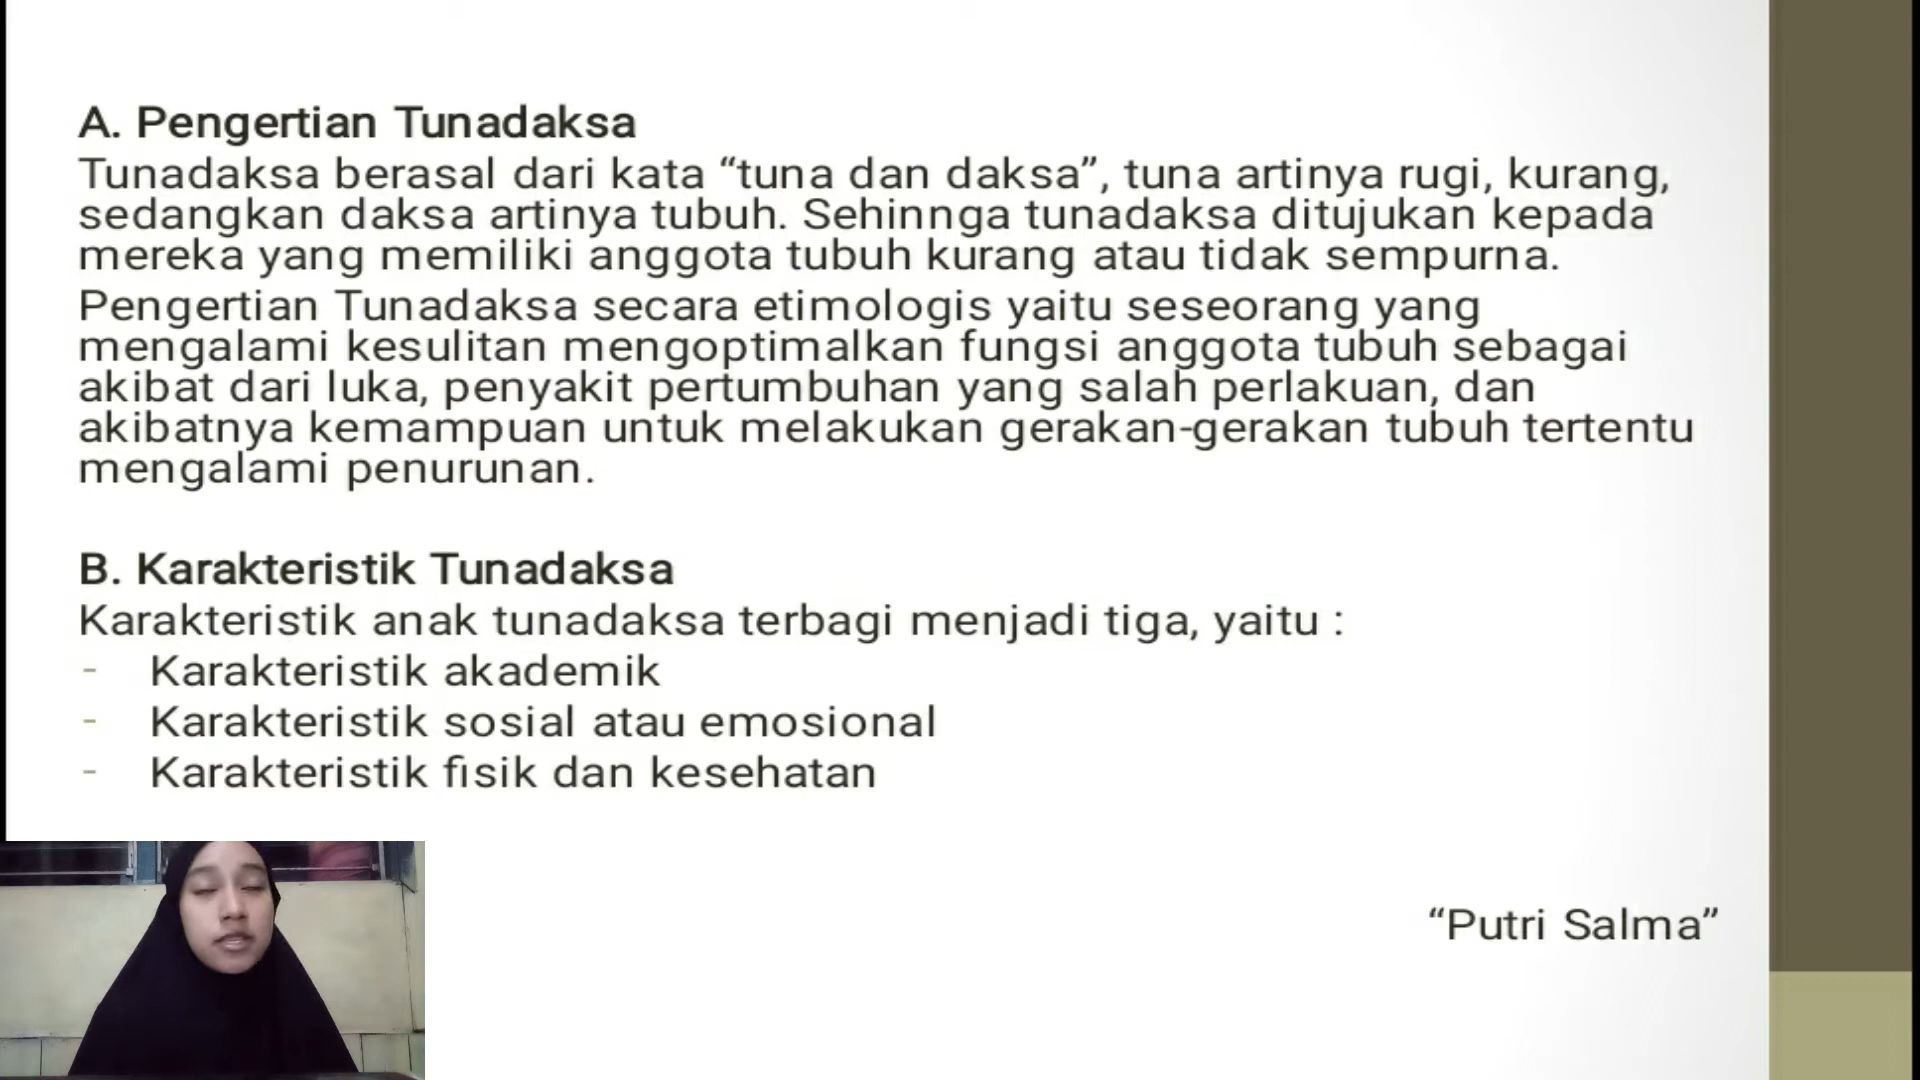 A. Pengertian Tunadaksa
Tunadaksa berasal dari kata “tuna dan daksa”, tuna artinya rugi, kurang,
sedangkan daksa artinya tubuh. Sehinnga tunadaksa ditujukan kepada
mereka yang memiliki anggota tubuh kurang atau tidak sempurna.
Pengertian Tunadaksa secara etimologis yaitu seseorang yang
mengalami kesulitan mengoptimalkan fungsi anggota tubuh sebagai
akibat dari luka, penyakit pertumbuhan yang salah perlakuan, dan
akibatnya kemampuan untuk melakukan gerakan-gerakan tubuh tertentu
mengalami penurunan.
B. Karakteristik Tunadaksa
Karakteristik anak tunadaksa terbagi menjadi tiga, yaitu :
- Karakteristik akademik
- Karakteristik sosial atau emosional
- Karakteristik fisik dan kesehatan
“Putri Salma”